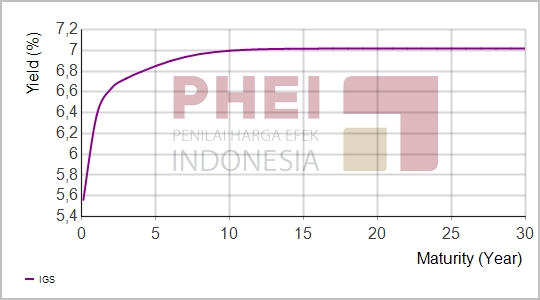 Yield (%)
7,2
7
6,8
6,6
6,4
6,2
6
5,8
5,6
5,4
PHEI
PENILAI HARGA EFEK
INDONESIA
0 5 10 15 20 25 30
Maturity (Year)
IGS